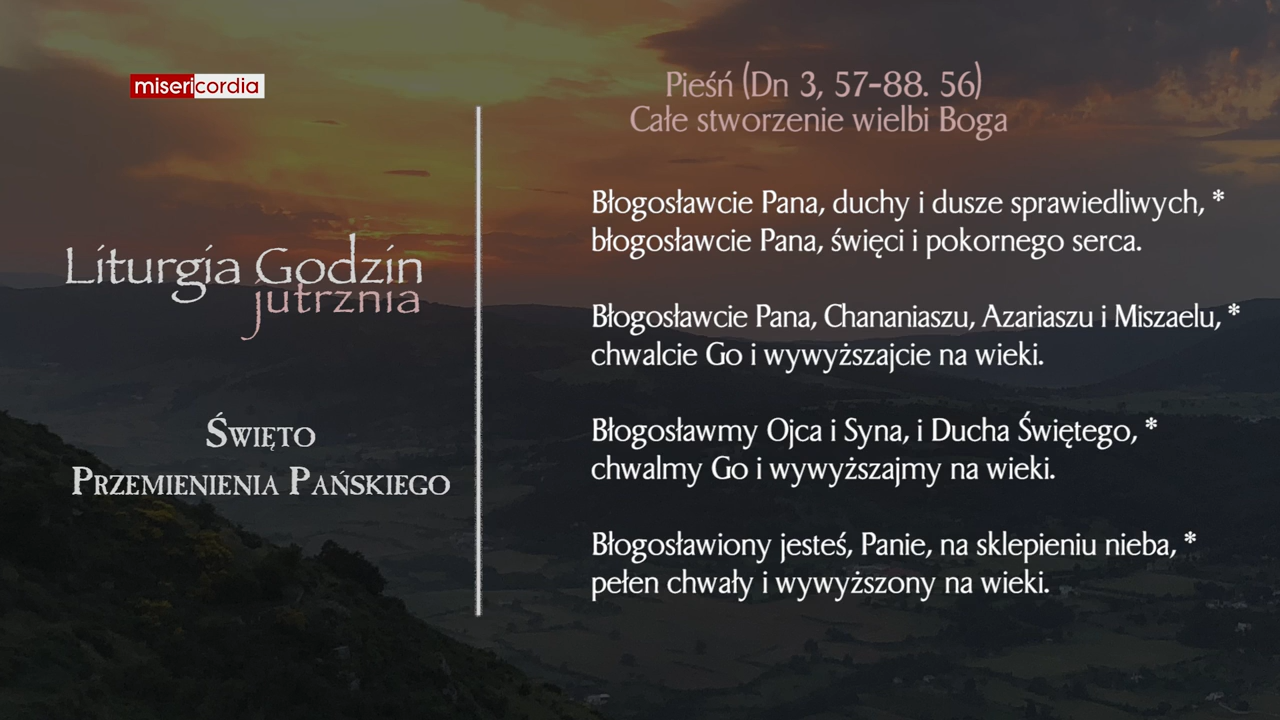 misericordia
Liturgia Godzin
jutrznia
Święto
Przemienienia Pańskiego
Pieśń (Dn 3, 57-88. 56)
Całe stworzenie wielbi Boga
Błogosławcie Pana, duchy i dusze sprawiedliwych, *
błogosławcie Pana, święci i pokornego serca.
Błogosławcie Pana, Chananiaszu, Azariaszu i Miszaelu, *
chwalcie Go i wywyższajcie na wieki.
Błogosławmy Ojca i Syna, i Ducha Świętego, *
chwalmy Go i wywyższajmy na wieki.
Błogosławiony jesteś, Panie, na sklepieniu nieba, *
pełen chwały i wywyższony na wieki.